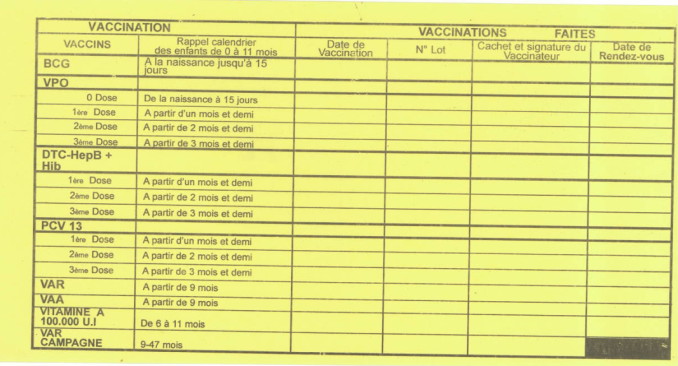 VACCINATION
VACCINATIONS FAITES
VACCINS
Rappel calendrier
des enfants de 0 à 11 mois
Date de
Vaccination
N° Lot
Cachet et signature du
Vaccinateur
Date de
Rendez-vous
BCG
A la naissance jusqu'à 15
jours
VPO
0 Dose De la naissance à 15 jours
1ère Dose A partir d'un mois et demi
2ème Dose A partir de 2 mois et demi
3ème Dose A partir de 3 mois et demi
DTC-HepB +
Hib
1ère Dose A partir d'un mois et demi
2ème Dose A partir de 2 mois et demi
3ème Dose A partir de 3 mois et demi
PCV 13
1ère Dose A partir d'un mois et demi
2ème Dose A partir de 2 mois et demi
3ème Dose A partir de 3 mois et demi
VAR A partir de 9 mois
VAA A partir de 9 mois
VITAMINE A
100.000 U.I De 6 à 11 mois
VAR
CAMPAGNE 9-47 mois